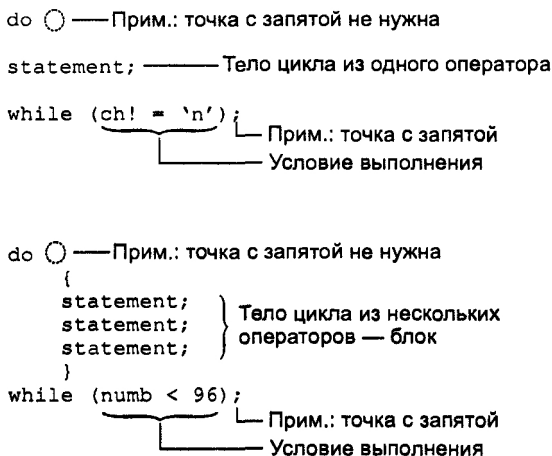 do Прим.: точка с запятой не нужна
statement; Тело цикла из одного оператора
while (ch! = ‘n’);
Прим.: точка с запятой
Условие выполнения
do Прим.: точка с запятой не нужна
{
statement;
statement;
statement;
Тело цикла из нескольких
операторов — блок
}
while (numb < 96);
Прим.: точка с запятой
Условие выполнения